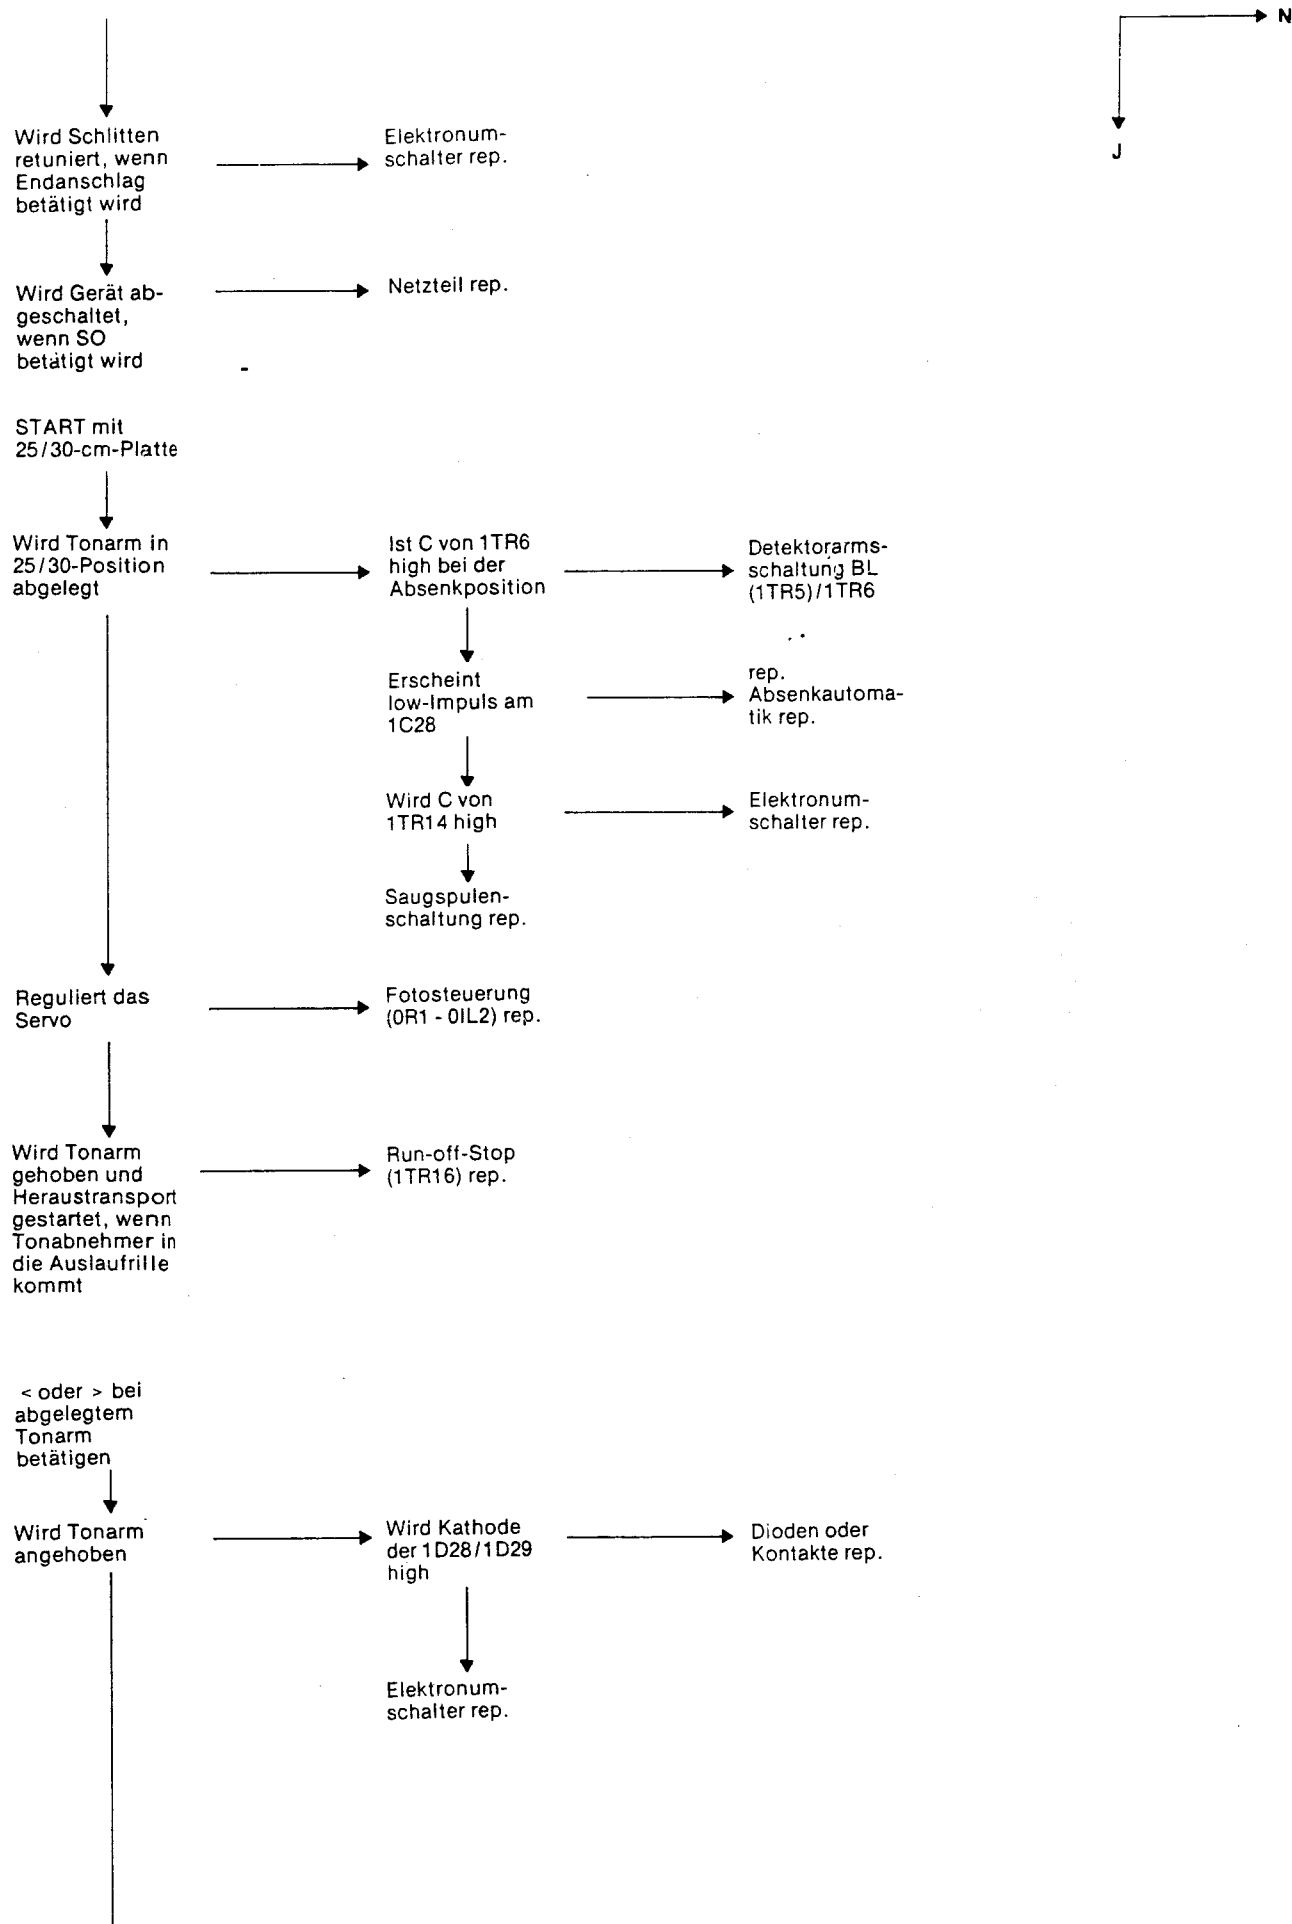 N
J
Wird Schlitten
retuniert, wenn
Endanschlag
betätigt wird
Elektronum-
schalter rep.
Wird Gerät ab-
geschaltet,
wenn SO
betätigt wird
Netzteil rep.
START mit
25/30-cm-Platte
Wird Tonarm in
25/30-Position
abgelegt
Ist C von 1TR6
high bei der
Absenkposition
Detektorarms-
schaltung BL
(1TR5)/1TR6
Erscheint
low-Impuls am
1C28
rep.
Absenkautoma-
tik rep.
Wird C von
1TR14 high
Elektronum-
schalter rep.
Saugspulen-
schaltung rep.
Reguliert das
Servo
Fotosteuerung
(0R1 - 0IL2) rep.
Wird Tonarm
gehoben und
Heraustransport
gestartet, wenn
Tonabnehmer in
die Auslaufrille
kommt
Run-off-Stop
(1TR16) rep.
< oder > bei
abgelegtem
Tonarm
betätigen
Wird Tonarm
angehoben
Wird Kathode
der 1D28/1D29
high
Dioden oder
Kontakte rep.
Elektronum-
schalter rep.